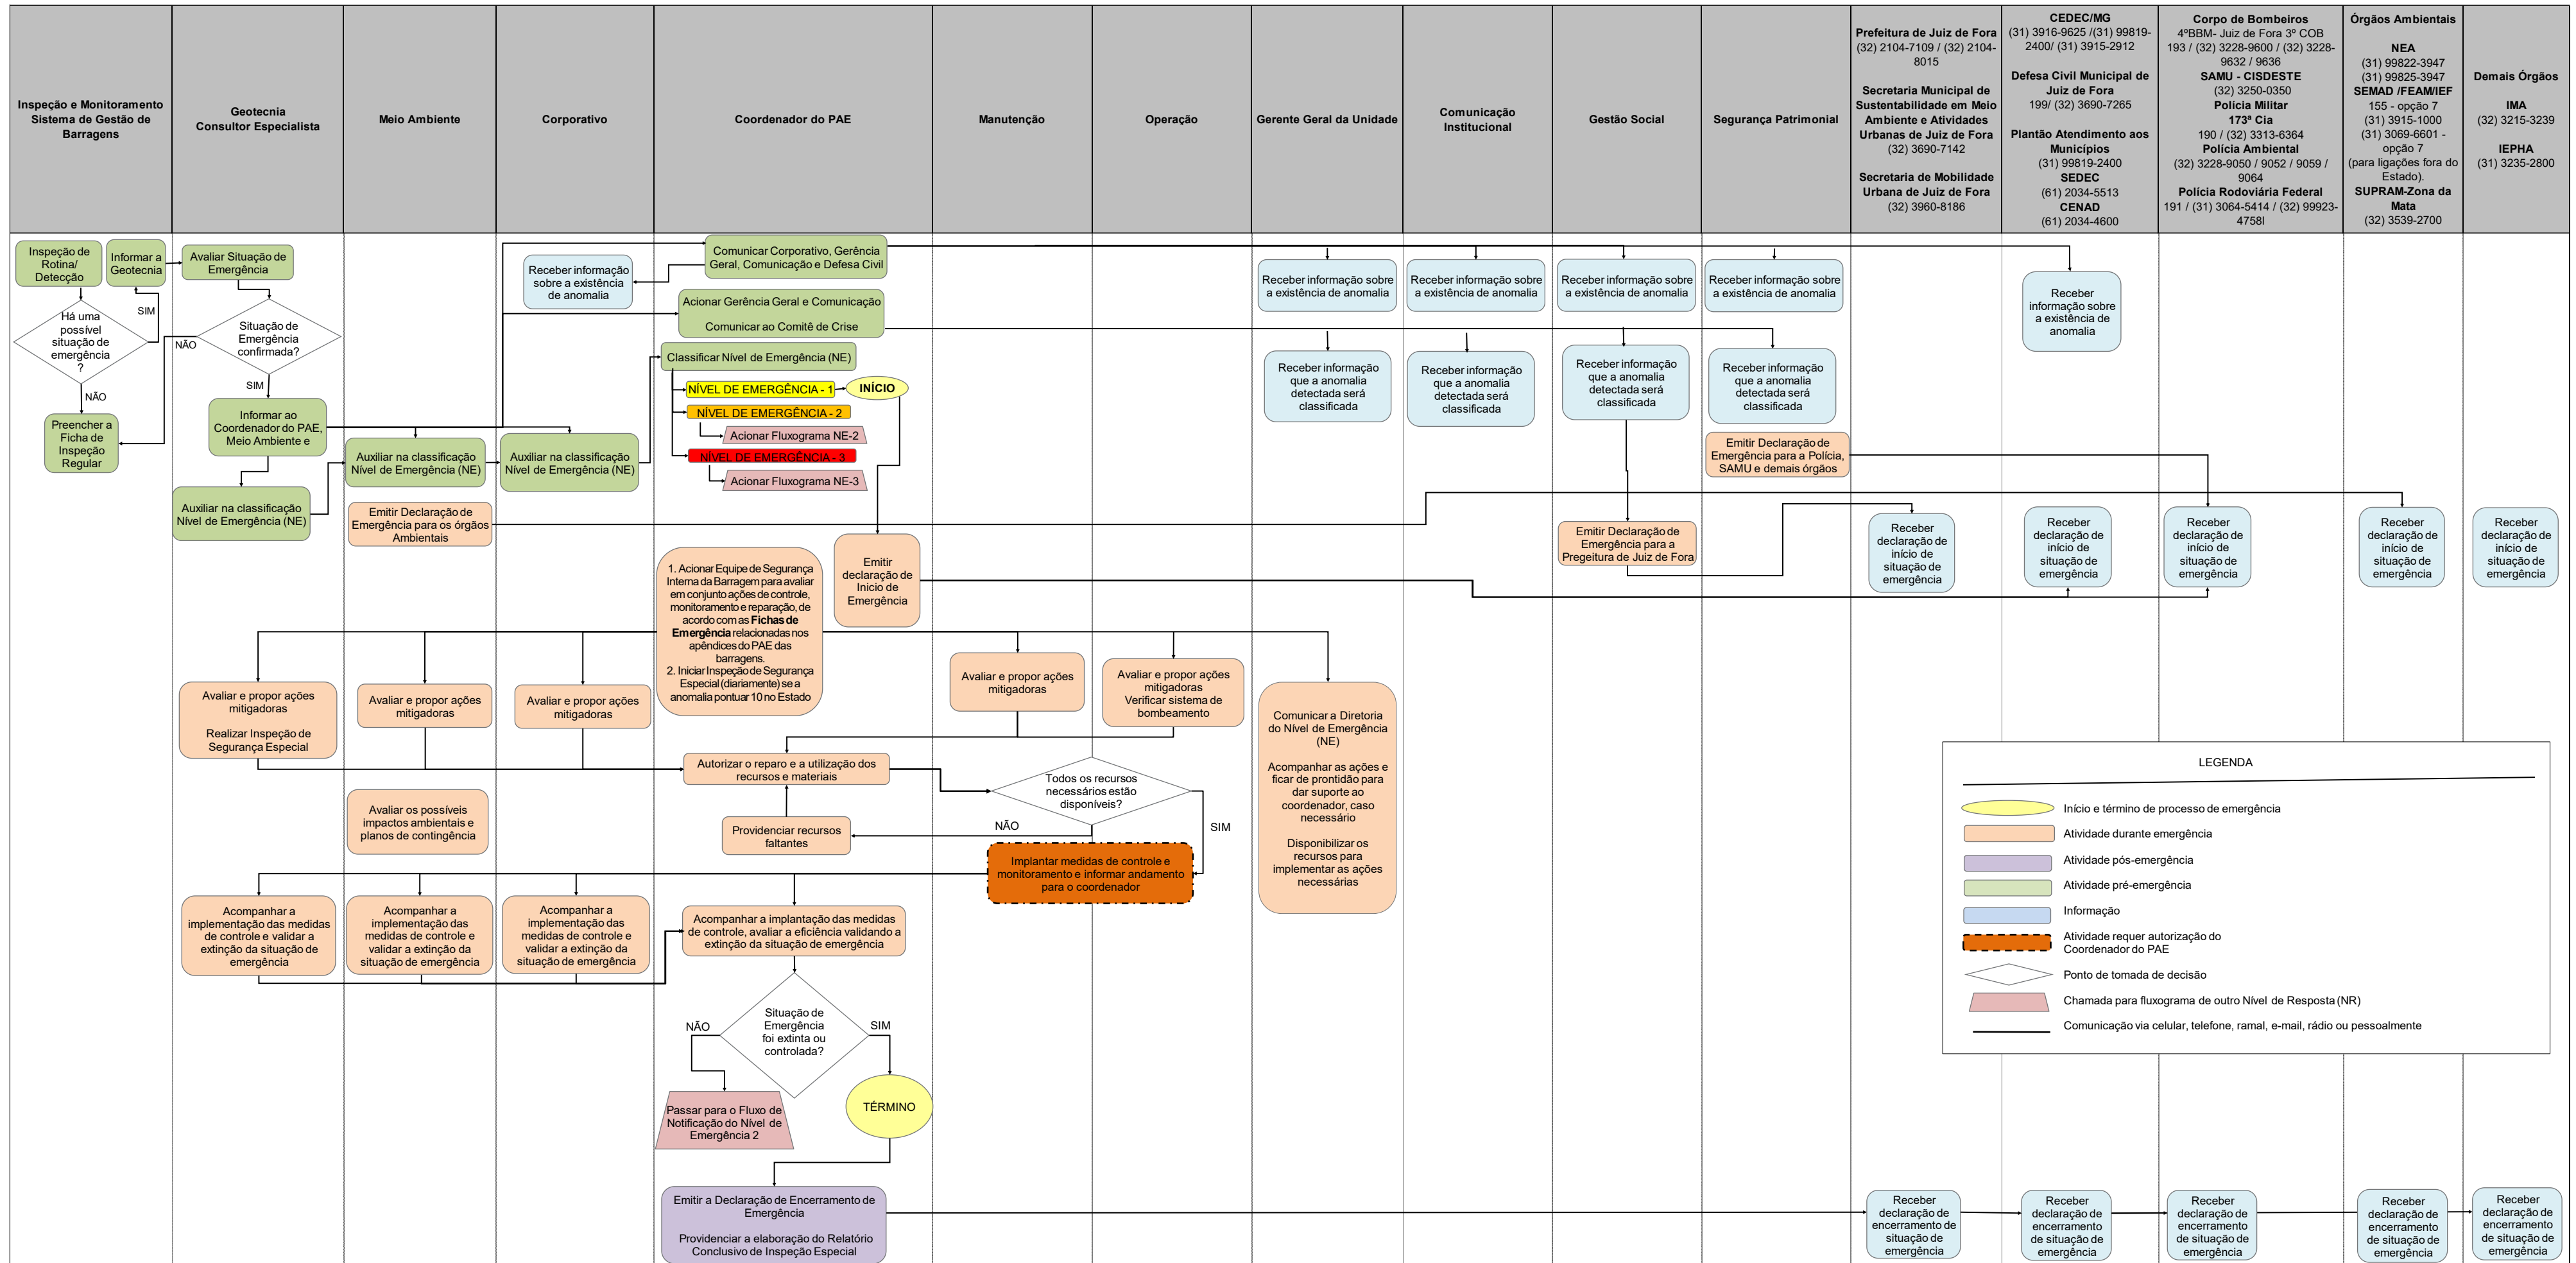 Inspeção e Monitoramento
Sistema de Gestão de
Barragens
Geotecnia
Consultor Especialista
Meio Ambiente
Corporativo
Coordenador do PAE
Manutenção
Operação
Gerente Geral da Unidade
Comunicação
Institucional
Gestão Social
Segurança Patrimonial
Prefeitura de Juiz de Fora
(32) 2104-7109 / (32) 2104-
8015
Secretaria Municipal de
Sustentabilidade em Meio
Ambiente e Atividades
Urbanas de Juiz de Fora
(32) 3690-7142
Secretaria de Mobilidade
Urbana de Juiz de Fora
(32) 3960-8186
CEDEC/MG
(31) 3916-9625 /(31) 99819-
2400/ (31) 3915-2912
Defesa Civil Municipal de
Juiz de Fora
199/ (32) 3690-7265
Plantão Atendimento aos
Municípios
(31) 99819-2400
SEDEC
(61) 2034-5513
CENAD
(61) 2034-4600
Corpo de Bombeiros
4ºBBM- Juiz de Fora 3º COB
193 / (32) 3228-9600 / (32) 3228-
9632 / 9636
SAMU - CISDESTE
(32) 3250-0350
Polícia Militar
173ª Cia
190 / (32) 3313-6364
Polícia Ambiental
(32) 3228-9050 / 9052 / 9059 /
9064
Polícia Rodoviária Federal
191 / (31) 3064-5414 / (32) 99923-
4758l
Órgãos Ambientais
NEA
(31) 99822-3947
(31) 99825-3947
SEMAD /FEAM/IEF
155 - opção 7
(31) 3915-1000
(31) 3069-6601 -
opção 7
(para ligações fora do
Estado).
SUPRAM-Zona da
Mata
(32) 3539-2700
Demais Órgãos
IMA
(32) 3215-3239
IEPHA
(31) 3235-2800
Inspeção de
Rotina/
Detecção
Informar a
Geotecnia
Avaliar Situação de
Emergência
Receber informação
sobre a existência
de anomalia
Comunicar Corporativo, Gerência
Geral, Comunicação e Defesa Civil
Receber informação sobre
a existência de anomalia
Receber informação sobre
a existência de anomalia
Receber informação sobre
a existência de anomalia
Receber informação sobre
a existência de anomalia
Receber
informação sobre
a existência de
anomalia
Há uma
possível
situação de
emergência
?
SIM
NÃO
Situação de
Emergência
confirmada?
NÃO
SIM
Acionar Gerência Geral e Comunicação
Comunicar ao Comitê de Crise
Classificar Nível de Emergência (NE)
NÍVEL DE EMERGÊNCIA - 1
INÍCIO
NÍVEL DE EMERGÊNCIA - 2
Acionar Fluxograma NE-2
NÍVEL DE EMERGÊNCIA - 3
Acionar Fluxograma NE-3
Receber informação
que a anomalia
detectada será
classificada
Receber informação
que a anomalia
detectada será
classificada
Receber informação
que a anomalia
detectada será
classificada
Receber informação
que a anomalia
detectada será
classificada
Preencher a
Ficha de
Inspeção
Regular
Informar ao
Coordenador do PAE,
Meio Ambiente e
Auxiliar na classificação
Nível de Emergência (NE)
Auxiliar na classificação
Nível de Emergência (NE)
Auxiliar na classificação
Nível de Emergência (NE)
Emitir Declaração de
Emergência para a Polícia,
SAMU e demais órgãos
Emitir Declaração de
Emergência para os órgãos
Ambientais
Emitir
declaração de
Inicio de
Emergência
Emitir Declaração de
Emergência para a
Pregeitura de Juiz de Fora
Receber
declaração de
início de
situação de
emergência
Receber
declaração de
início de
situação de
emergência
Receber
declaração de
início de
situação de
emergência
Receber
declaração de
início de
situação de
emergência
Receber
declaração de
início de
situação de
emergência
1. Acionar Equipe de Segurança
Interna da Barragem para avaliar
em conjunto ações de controle,
monitoramento e reparação, de
acordo com as Fichas de
Emergência relacionadas nos
apêndices do PAE das
barragens.
2. Iniciar Inspeção de Segurança
Especial (diariamente) se a
anomalia pontuar 10 no Estado
Avaliar e propor ações
mitigadoras
Realizar Inspeção de
Segurança Especial
Avaliar e propor ações
mitigadoras
Avaliar e propor ações
mitigadoras
Avaliar e propor ações
mitigadoras
Avaliar e propor ações
mitigadoras
Verificar sistema de
bombeamento
Comunicar a Diretoria
do Nível de Emergência
(NE)
Acompanhar as ações e
ficar de prontidão para
dar suporte ao
coordenador, caso
necessário
Disponibilizar os
recursos para
implementar as ações
necessárias
Autorizar o reparo e a utilização dos
recursos e materiais
Todos os recursos
necessários estão
disponíveis?
NÃO
SIM
Avaliar os possíveis
impactos ambientais e
planos de contingência
Providenciar recursos
faltantes
Implantar medidas de controle e
monitoramento e informar andamento
para o coordenador
Acompanhar a
implementação das medidas
de controle e validar a
extinção da situação de
emergência
Acompanhar a
implementação das
medidas de controle e
validar a extinção da
situação de emergência
Acompanhar a
implementação das
medidas de controle e
validar a extinção da
situação de emergência
Acompanhar a implantação das medidas
de controle, avaliar a eficiência validando a
extinção da situação de emergência
Situação de
Emergência
foi extinta ou
controlada?
NÃO
SIM
Passar para o Fluxo de
Notificação do Nível de
Emergência 2
TÉRMINO
Emitir a Declaração de Encerramento de
Emergência
Providenciar a elaboração do Relatório
Conclusivo de Inspeção Especial
Receber
declaração de
encerramento de
situação de
emergência
Receber
declaração de
encerramento
de situação de
emergência
Receber
declaração de
encerramento
de situação de
emergência
Receber
declaração de
encerramento
de situação de
emergência
Receber
declaração de
encerramento
de situação de
emergência
LEGENDA
Início e término de processo de emergência
Atividade durante emergência
Atividade pós-emergência
Atividade pré-emergência
Informação
Atividade requer autorização do
Coordenador do PAE
Ponto de tomada de decisão
Chamada para fluxograma de outro Nível de Resposta (NR)
Comunicação via celular, telefone, ramal, e-mail, rádio ou pessoalmente